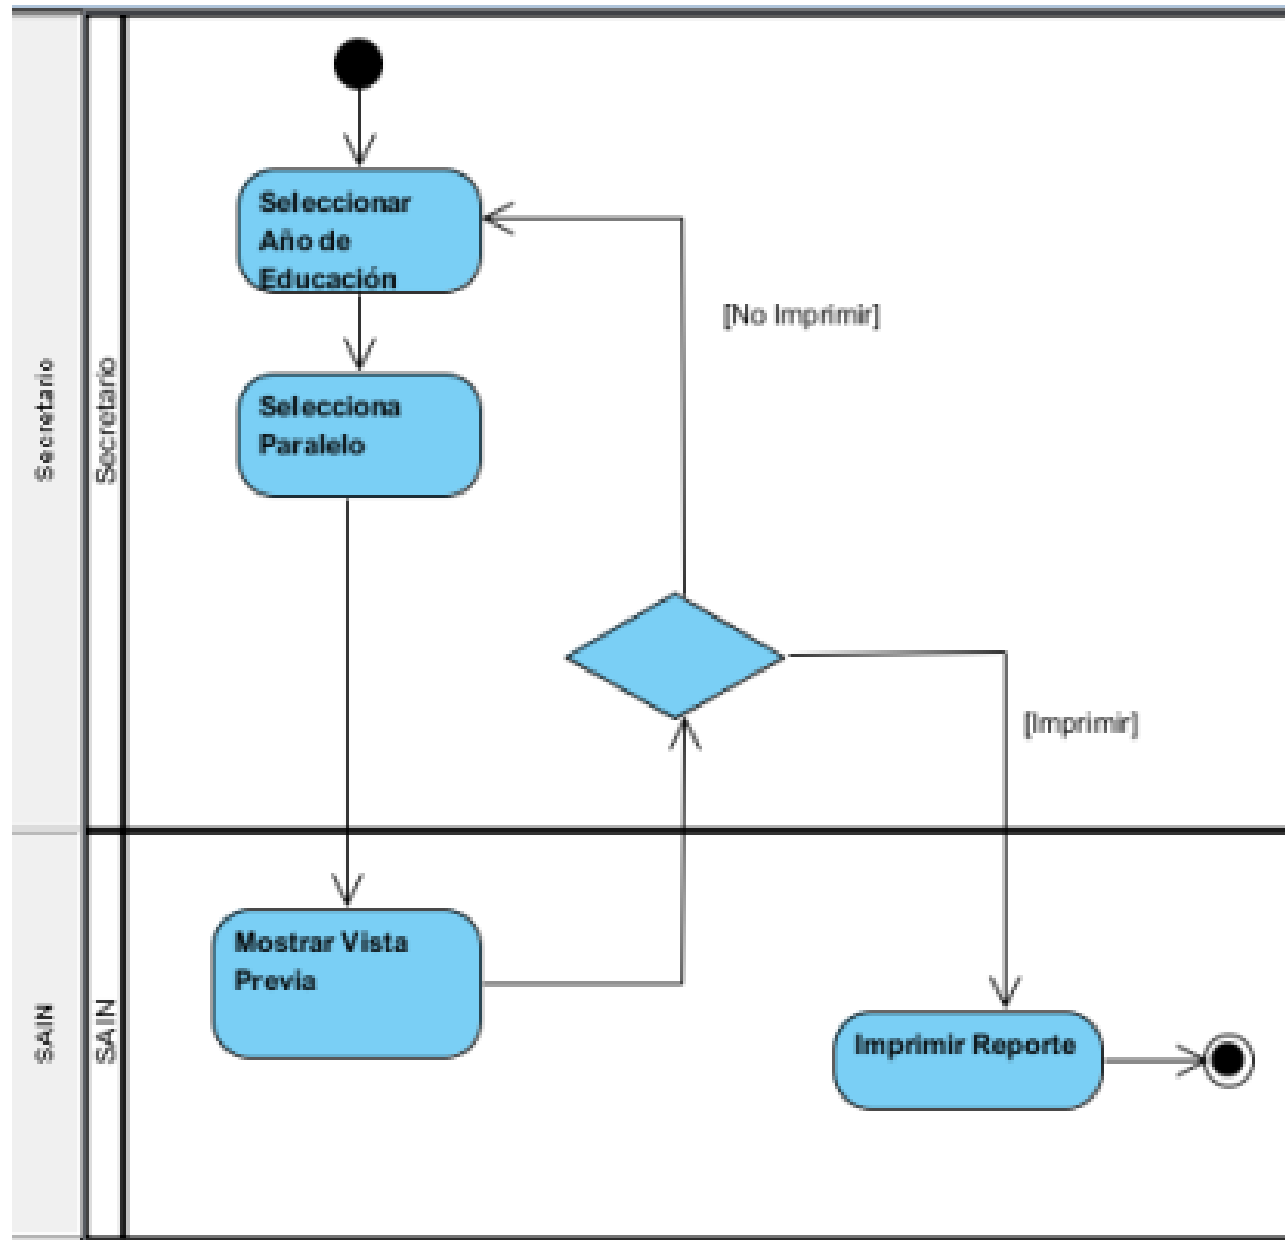 Secretario
Secretario
Seleccionar
Año de
Educación
[No Imprimir]
Selecciona
Paralelo
[Imprimir]
SAIN
SAIN
Mostrar Vista
Previa
Imprimir Reporte